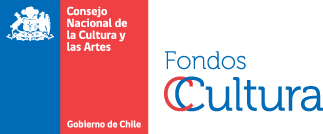 Consejo
Nacional de
la Cultura y
las Artes
Gobierno de Chile
Fondos
Cultura